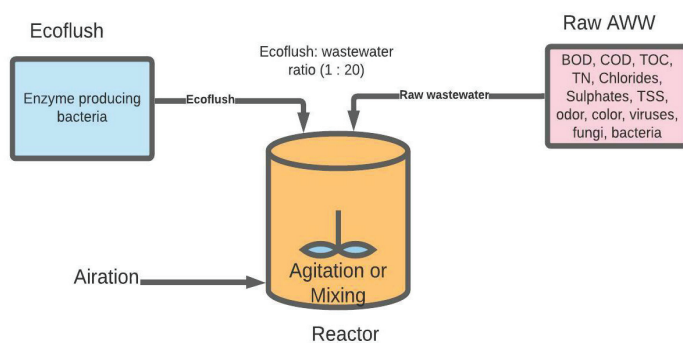 Ecoflush
Enzyme producing
bacteria
Ecoflush
Ecoflush: wastewater
ratio (1 : 20)
Raw wastewater
Raw AWW
BOD, COD, TOC,
TN, Chlorides,
Sulphates, TSS,
odor, color, viruses,
fungi, bacteria
Airation
Agitation or
Mixing
Reactor